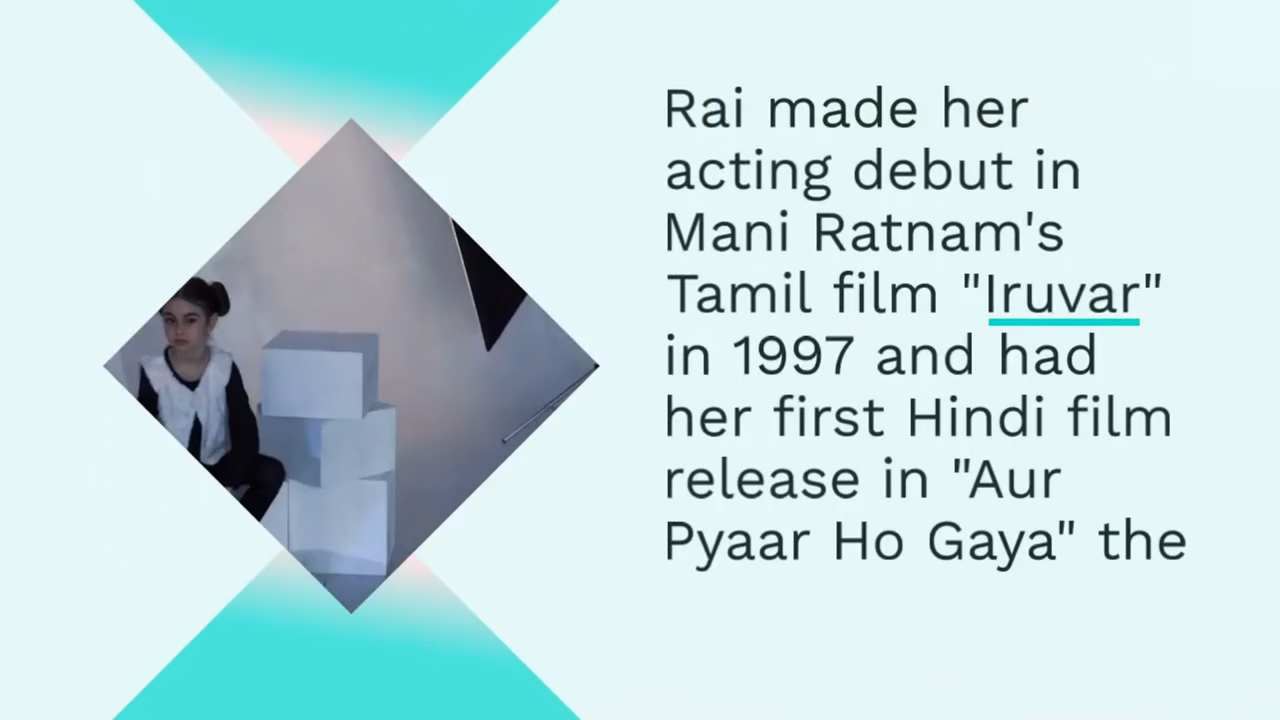 Rai made her
acting debut in
Mani Ratnam's
Tamil film "Iruvar"
in 1997 and had
her first Hindi film
release in "Aur
Pyaar Ho Gaya" the